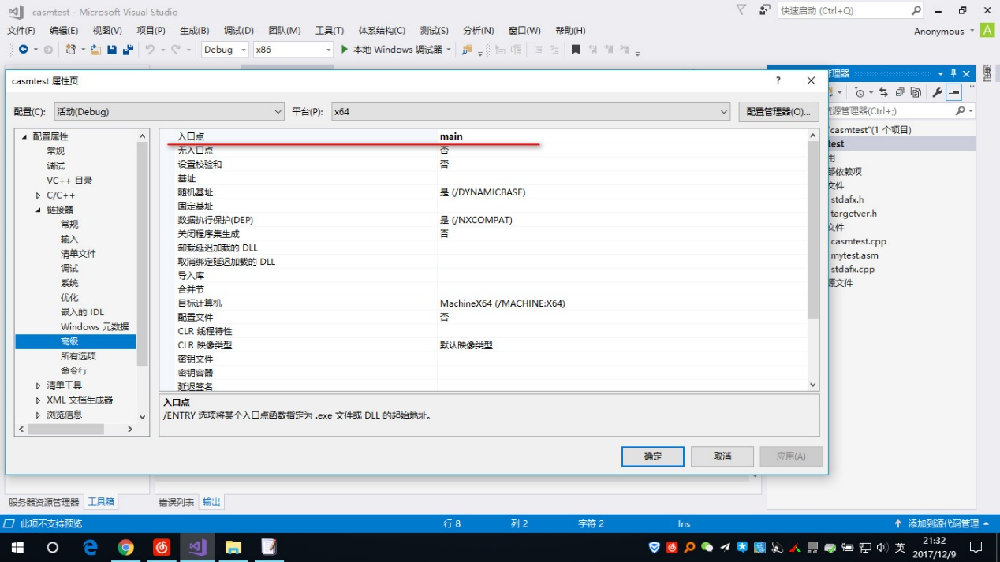 casmtest - Microsoft Visual Studio
快速启动 (Ctrl+Q)
文件(F) 编辑(E) 视图(V) 项目(P) 生成(B) 调试(D) 团队(M) 工具(T) 体系结构(C) 测试(S) 分析(N) 窗口(W) 帮助(H)
Anonymous A
Debug x86 本地 Windows 调试器
casmtest 属性页 ? 
配置(C): 活动(Debug) 平台(P): x64 配置管理器(O)...
配置属性
常规
调试
VC++ 目录
C/C++
链接器
常规
输入
清单文件
调试
系统
优化
嵌入的 IDL
Windows 元数据
高级
所有选项
命令行
清单工具
XML 文档生成器
浏览信息
入口点 main
无入口点 否
设置校验和 否
基址
随机基址 是 (/DYNAMICBASE)
固定基址
数据执行保护(DEP) 是 (/NXCOMPAT)
关闭程序集生成 否
卸载延迟加载的 DLL
取消绑定延迟加载的 DLL
导入库
合并节
目标计算机 MachineX64 (/MACHINE:X64)
配置文件 否
CLR 线程特性
CLR 映像类型 默认映像类型
密钥文件
密钥容器
延迟签名
入口点
/ENTRY 选项将某个入口点函数指定为 .exe 文件或 DLL 的起始地址。
确定 取消 应用(A)
管理器
资源管理器(Ctrl+;)
"casmtest"(1 个项目)
test
用
部依赖项
文件
stdafx.h
targetver.h
文件
casmtest.cpp
mytest.asm
stdafx.cpp
源文件
通知
服务器资源管理器 工具箱 错误列表 输出
此项不支持预览 行 8 列 2 字符 2 Ins 添加到源代码管理
英
21:32
2017/12/9